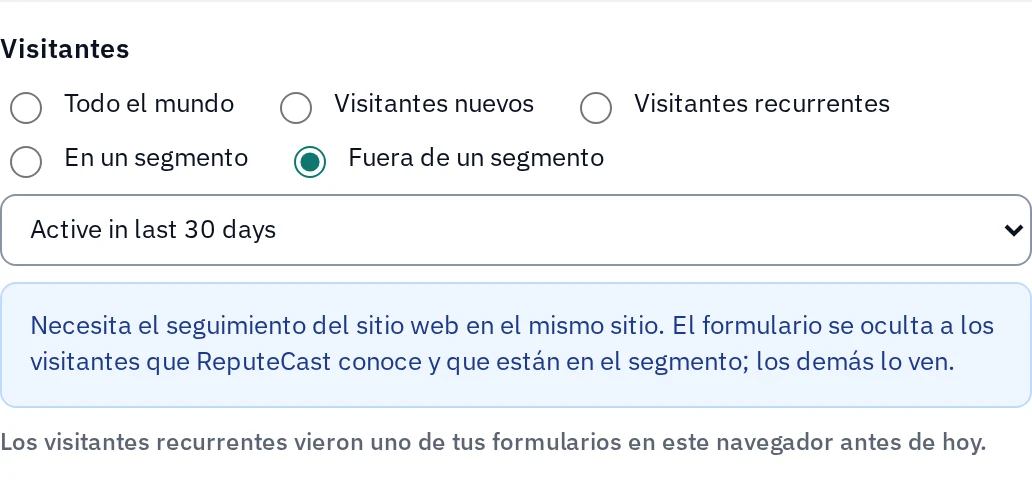 Visitantes
Todo el mundo
Visitantes nuevos
Visitantes recurrentes
En un segmento
Fuera de un segmento
Active in last 30 days
Necesita el seguimiento del sitio web en el mismo sitio. El formulario se oculta a los
visitantes que ReputeCast conoce y que están en el segmento; los demás lo ven.
Los visitantes recurrentes vieron uno de tus formularios en este navegador antes de hoy.